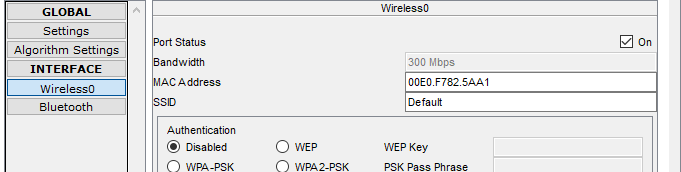 GLOBAL
Settings
Algorithm Settings
INTERFACE
Wireless0
Bluetooth
Wireless0
Port Status On
Bandwidth 300 Mbps
MAC Address 00E0.F782.5AA1
SSID Default
Authentication
Disabled WEP WEP Key
WPA-PSK WPA2-PSK PSK Pass Phrase